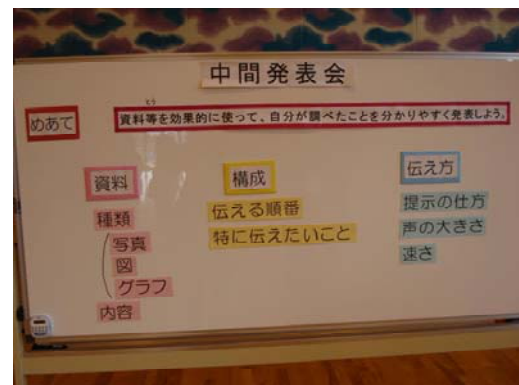 中間発表会
めあて
とう
資料等を効果的に使って、自分が調べたことを分かりやすく発表しよう。
資料
種類
写真
図
グラフ
内容
構成
伝える順番
特に伝えたいこと
伝え方
提示の仕方
声の大きさ
速さ